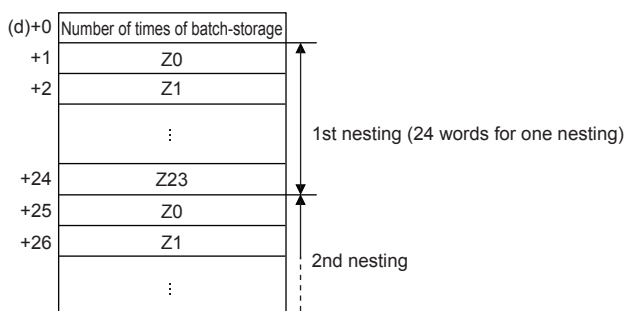 (d)+0 Number of times of batch-storage
+1 Z0
+2 Z1
⋮
1st nesting (24 words for one nesting)
+24 Z23
+25 Z0
+26 Z1
2nd nesting
⋮